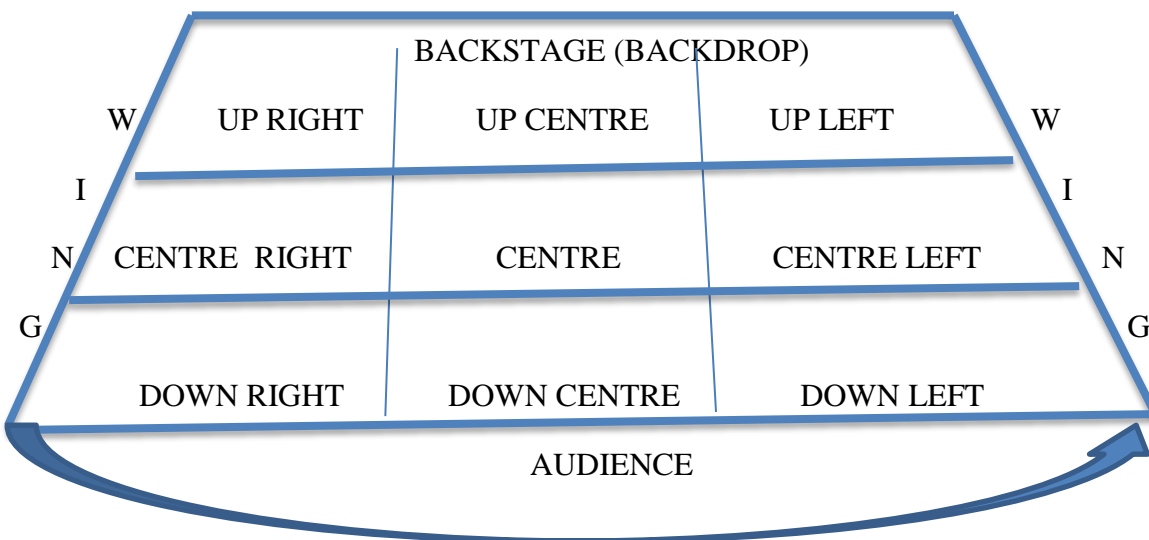 BACKSTAGE (BACKDROP)
W UP RIGHT UP CENTRE UP LEFT W
I I
N CENTRE RIGHT CENTRE CENTRE LEFT N
G G
DOWN RIGHT DOWN CENTRE DOWN LEFT
AUDIENCE